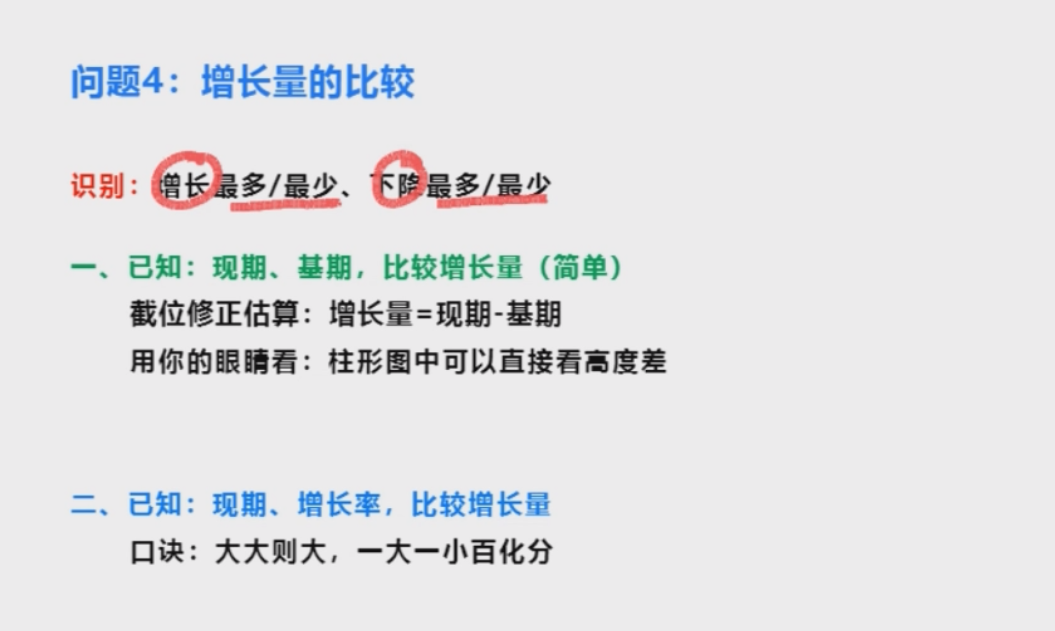 问题4：增长量的比较
识别：增长最多/最少、下降最多/最少
一、已知：现期、基期，比较增长量（简单）
截位修正估算：增长量=现期-基期
用你的眼睛看：柱形图中可以直接看高度差
二、已知：现期、增长率，比较增长量
口诀：大大则大，一大一小百化分